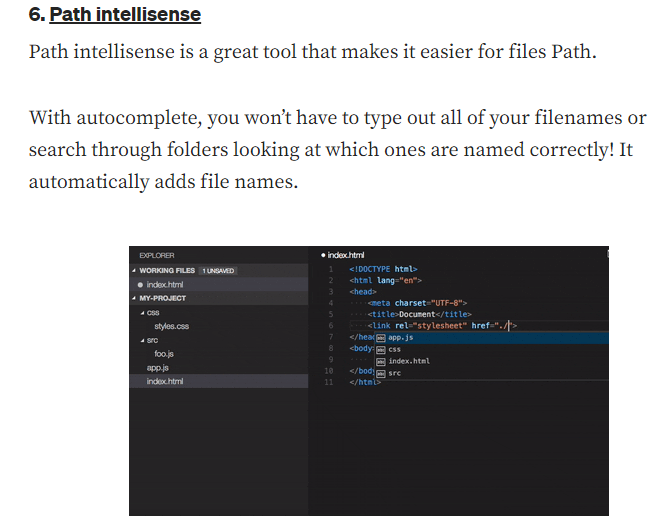 6. Path intellisense
Path intellisense is a great tool that makes it easier for files Path.
With autocomplete, you won’t have to type out all of your filenames or
search through folders looking at which ones are named correctly! It
automatically adds file names.
EXPLORER
WORKING FILES 1 UNSAVED
index.html
MY-PROJECT
css
styles.css
src
foo.js
app.js
index.html
index.html
1 <!DOCTYPE html>
2 <html lang="en">
3 <head>
4 <meta charset="UTF-8">
5 <title>Document</title>
6 <link rel="stylesheet" href="./">
7 </head
app.js
8 <body>
css
9
index.html
10 </body
src
11 </html>